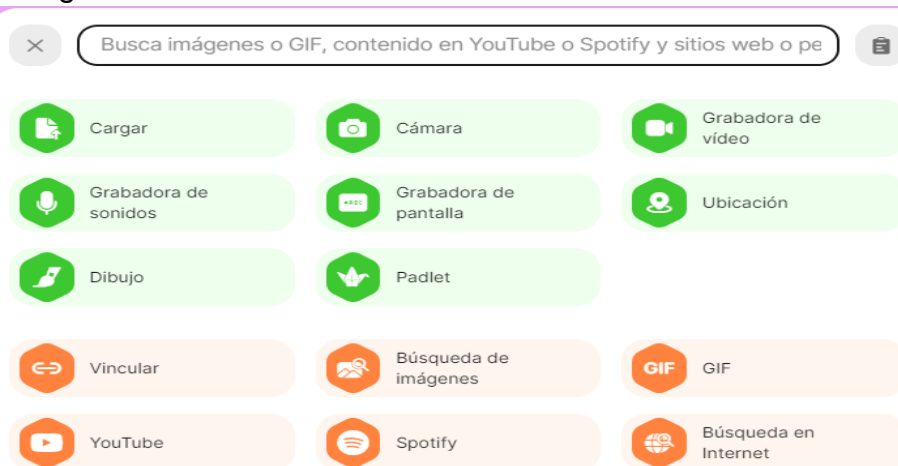 Busca imágenes o GIF, contenido en YouTube o Spotify y sitios web o pe
Cargar
Cámara
Grabadora de
vídeo
Grabadora de
sonidos
Grabadora de
pantalla
Ubicación
Dibujo
Padlet
Vincular
Búsqueda de
imágenes
GIF
GIF
YouTube
Spotify
Búsqueda en
Internet